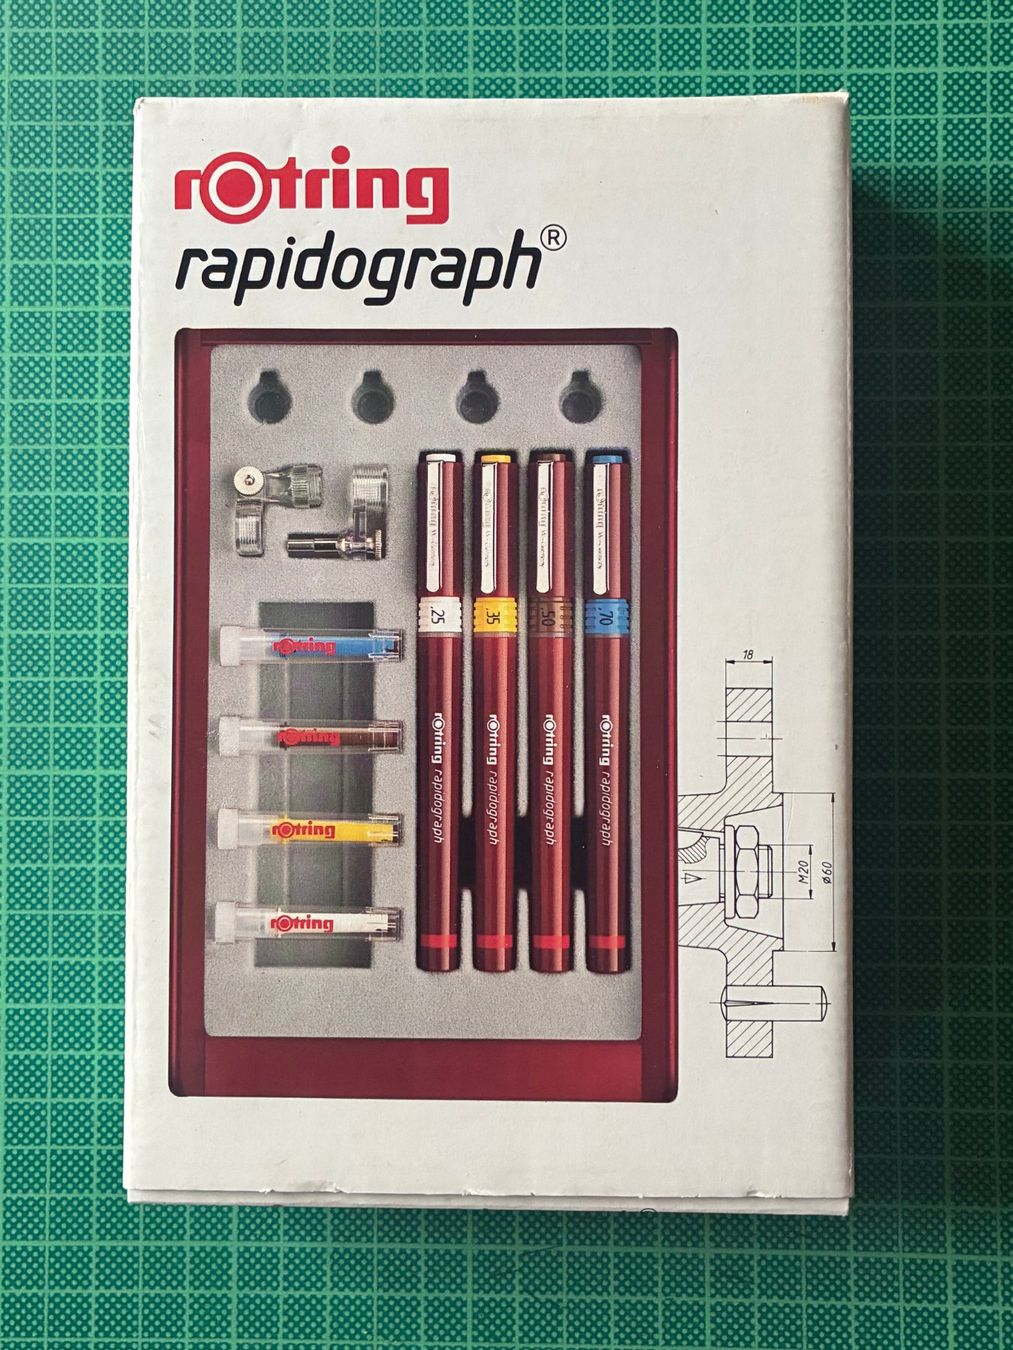 rotring
rapidograph®
.25
.35
.50
.70
rotring
rotring
rotring
rotring
rotring rapidograph
rotring rapidograph
rotring rapidograph
rotring rapidograph
18
M20
ø60